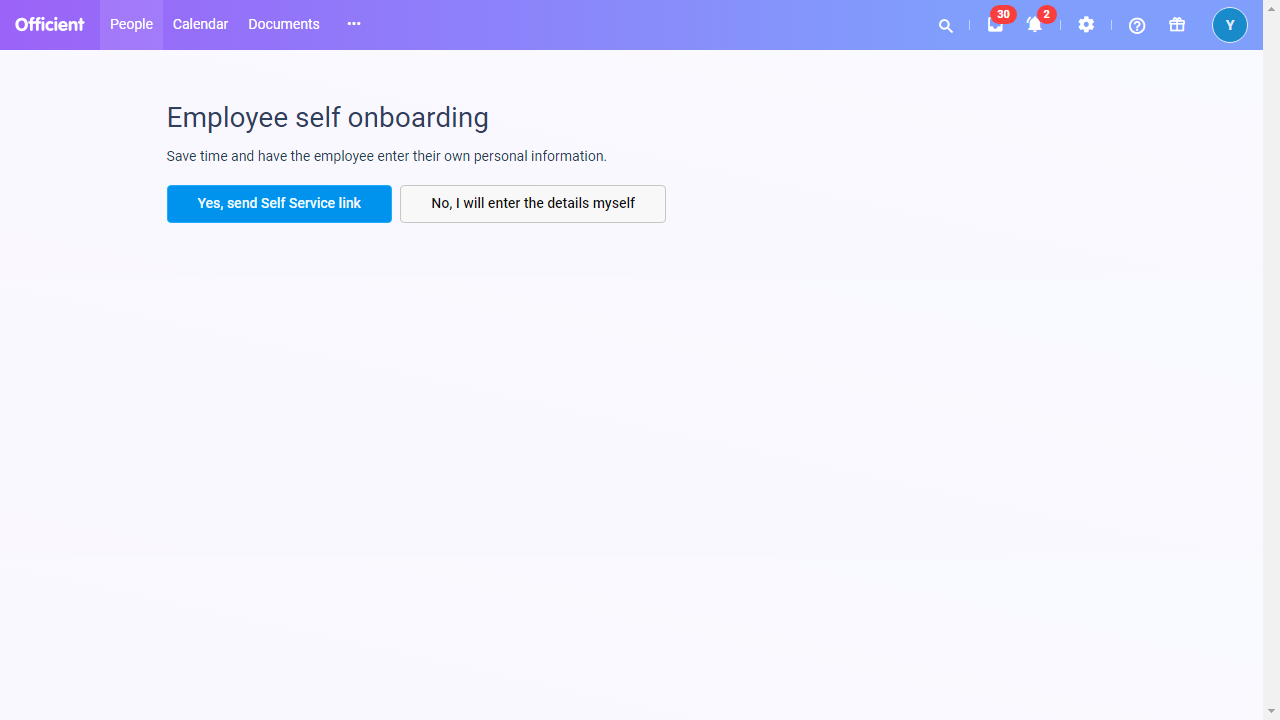 Officient People Calendar Documents ••• 30 2 Y
Employee self onboarding
Save time and have the employee enter their own personal information.
Yes, send Self Service link No, I will enter the details myself